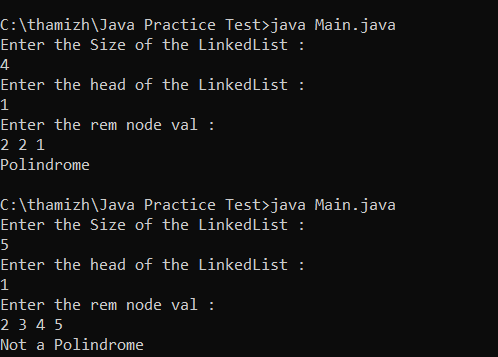 C:\thamizh\Java Practice Test>java Main.java
Enter the Size of the LinkedList :
4
Enter the head of the LinkedList :
1
Enter the rem node val :
2 2 1
Polindrome
C:\thamizh\Java Practice Test>java Main.java
Enter the Size of the LinkedList :
5
Enter the head of the LinkedList :
1
Enter the rem node val :
2 3 4 5
Not a Polindrome